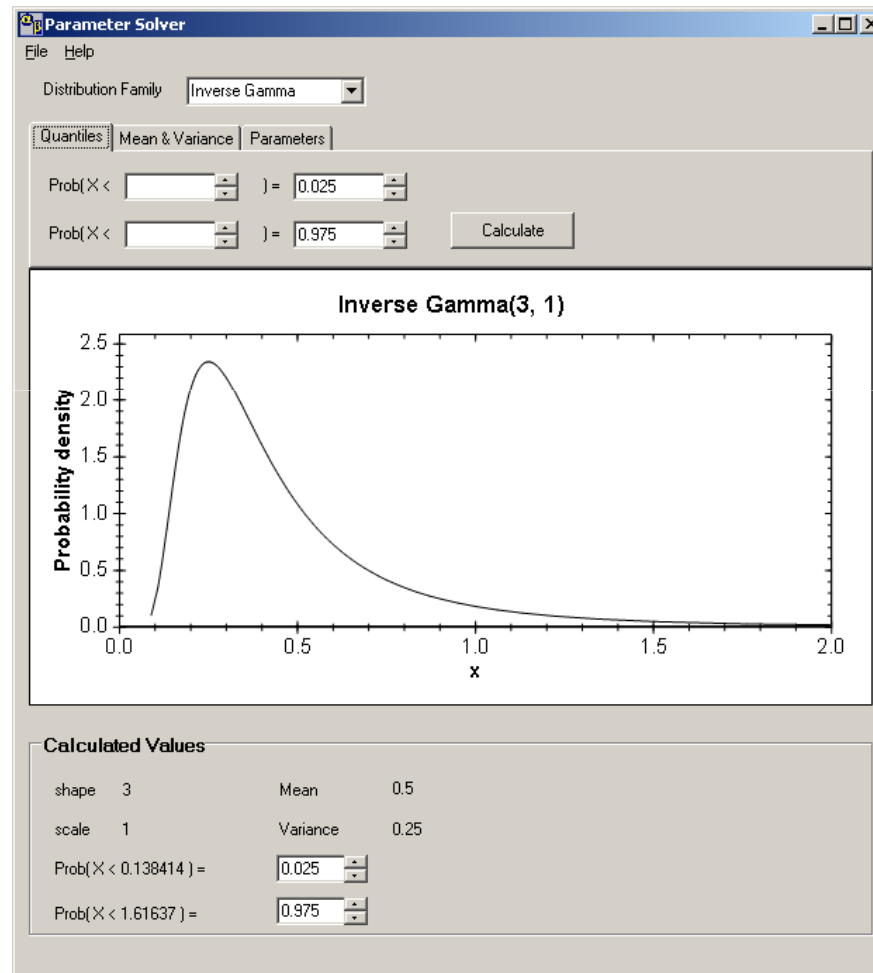 αβ Parameter Solver
File Help
Distribution Family Inverse Gamma
Quantiles Mean & Variance Parameters
Prob( X < ) = 0.025
Prob( X < ) = 0.975 Calculate
Inverse Gamma(3, 1)
Probability density
2.5
2.0
1.5
1.0
0.5
0.0
0.0 0.5 1.0 1.5 2.0
x
Calculated Values
shape 3 Mean 0.5
scale 1 Variance 0.25
Prob( X < 0.138414 ) = 0.025
Prob( X < 1.61637 ) = 0.975